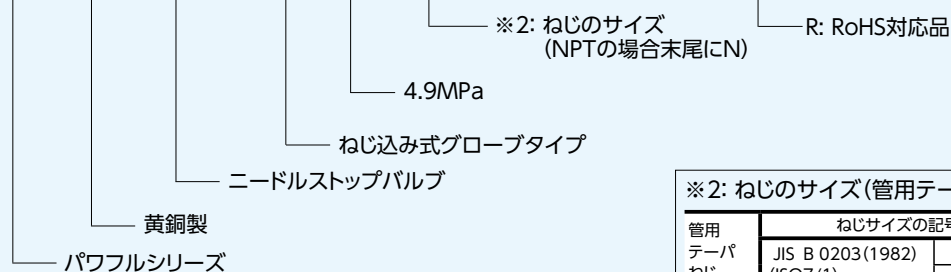 ※2: ねじのサイズ
(NPTの場合末尾にN)
R: RoHS対応品
4.9MPa
ねじ込み式グローブタイプ
ニードルストップバルブ
黄銅製
パワフルシリーズ
※2: ねじのサイズ(管用テー
管用
テーパ
ねじサイズの記号
JIS B 0203(1982)